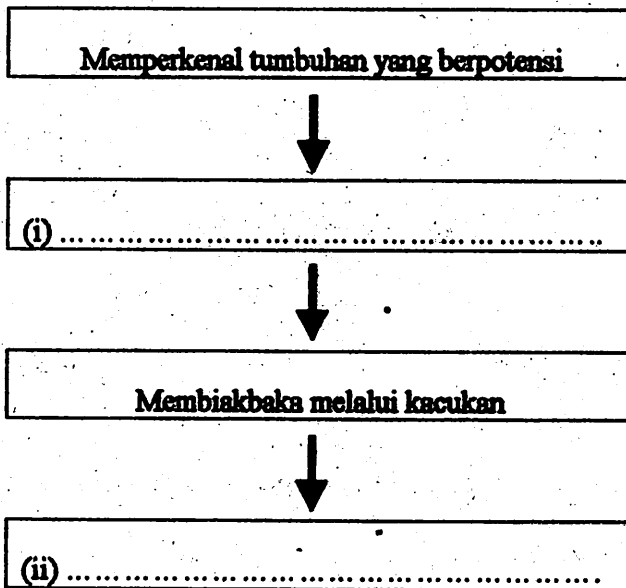 Memperkenal tumbuhan yang berpotensi
(i) ........................................................
Membiakbaka melalui kacukan
(ii) ........................................................